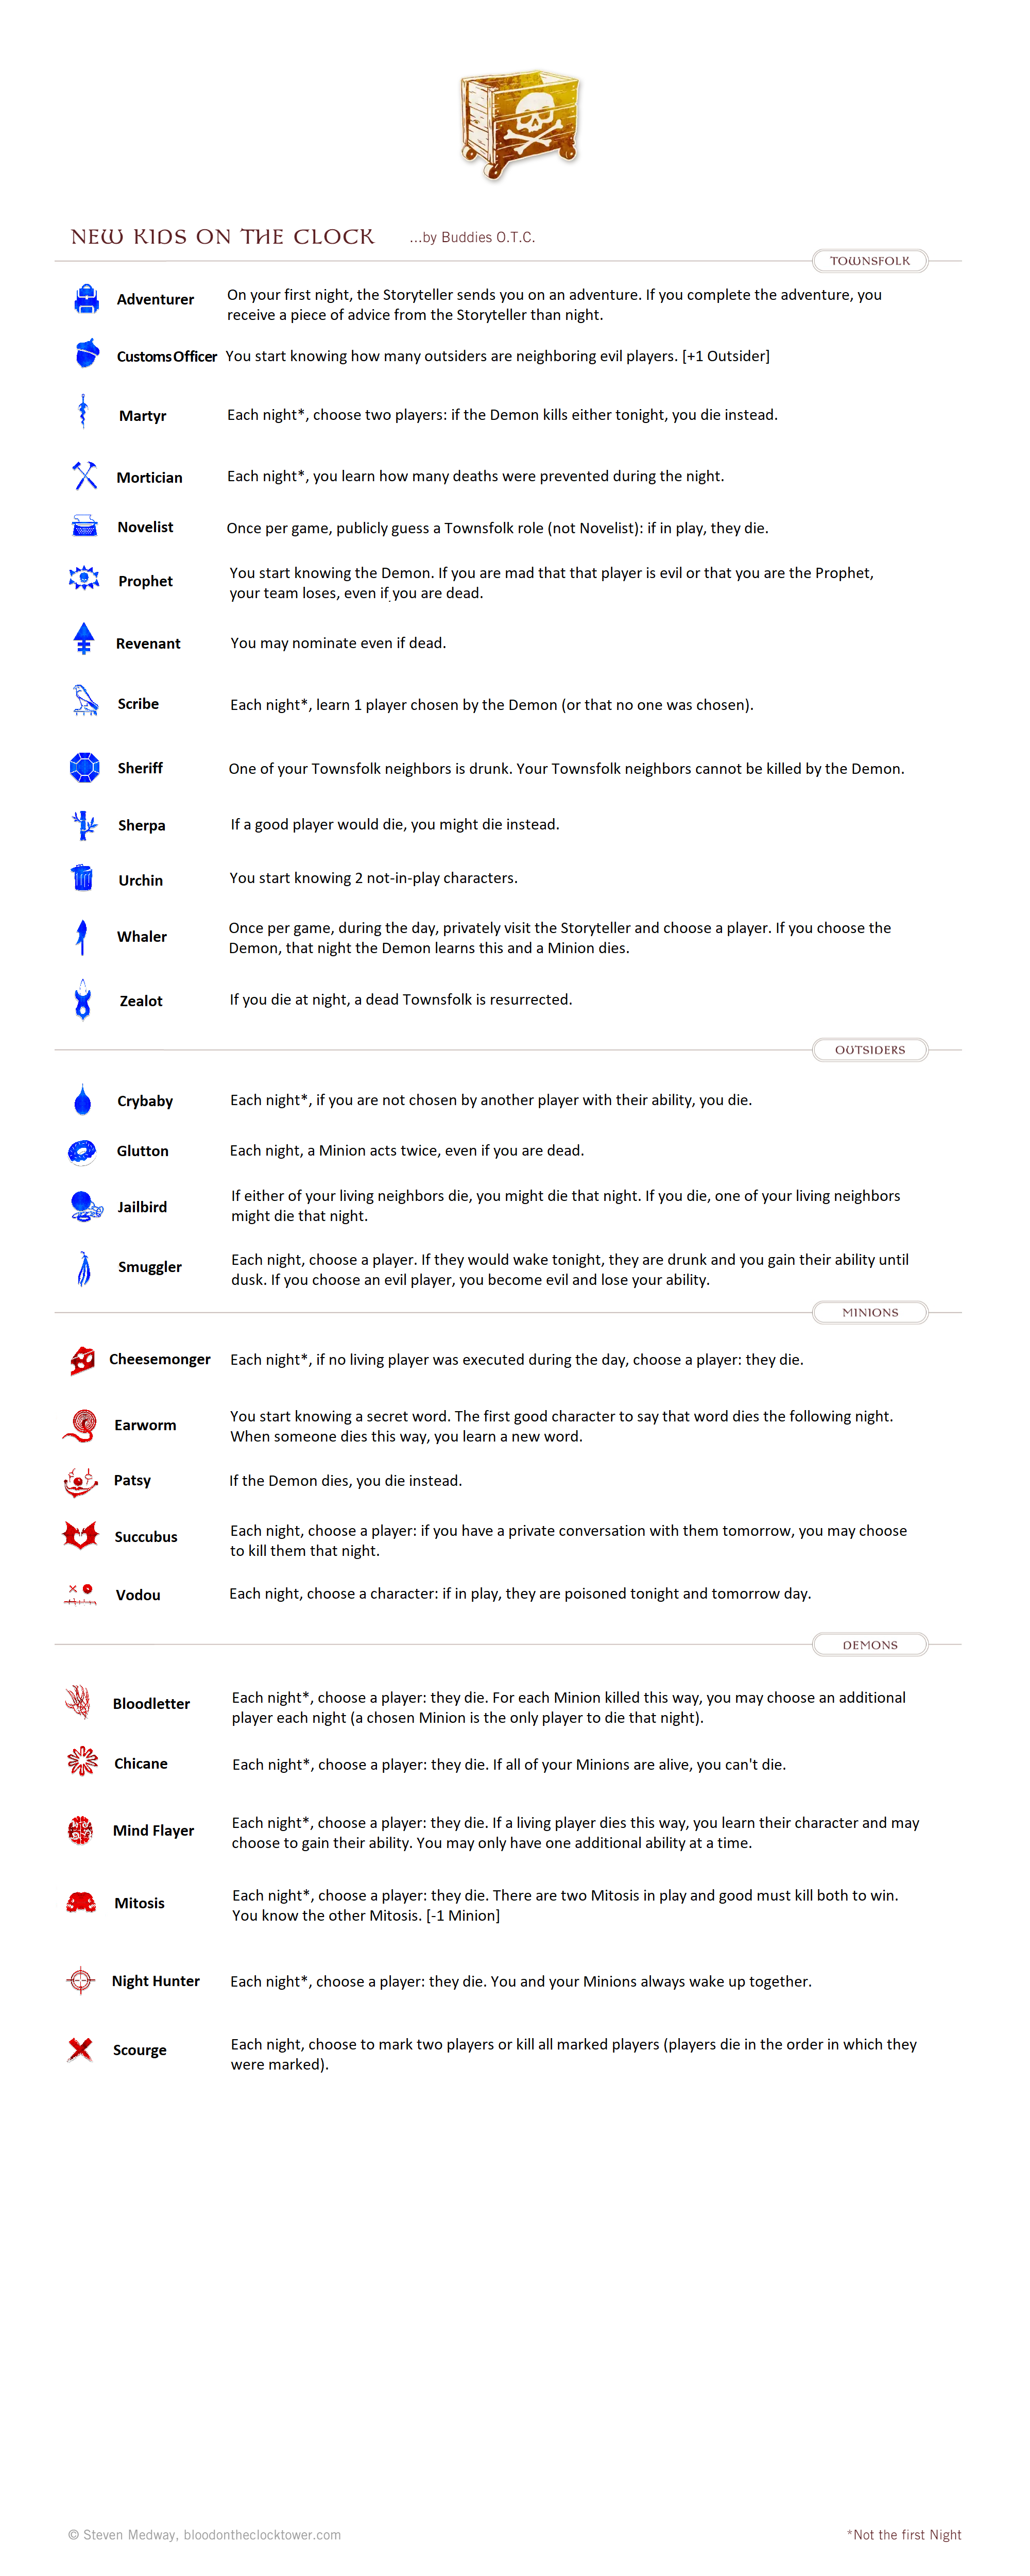 NEW KIDS ON THE CLOCK ...by Buddies O.T.C.
TOWNSFOLK
Adventurer On your first night, the Storyteller sends you on an adventure. If you complete the adventure, you
receive a piece of advice from the Storyteller than night.
Customs Officer You start knowing how many outsiders are neighboring evil players. [+1 Outsider]
Martyr Each night*, choose two players: if the Demon kills either tonight, you die instead.
Mortician Each night*, you learn how many deaths were prevented during the night.
Novelist Once per game, publicly guess a Townsfolk role (not Novelist): if in play, they die.
Prophet You start knowing the Demon. If you are mad that that player is evil or that you are the Prophet,
your team loses, even if you are dead.
Revenant You may nominate even if dead.
Scribe Each night*, learn 1 player chosen by the Demon (or that no one was chosen).
Sheriff One of your Townsfolk neighbors is drunk. Your Townsfolk neighbors cannot be killed by the Demon.
Sherpa If a good player would die, you might die instead.
Urchin You start knowing 2 not-in-play characters.
Whaler Once per game, during the day, privately visit the Storyteller and choose a player. If you choose the
Demon, that night the Demon learns this and a Minion dies.
Zealot If you die at night, a dead Townsfolk is resurrected.
OUTSIDERS
Crybaby Each night*, if you are not chosen by another player with their ability, you die.
Glutton Each night, a Minion acts twice, even if you are dead.
Jailbird If either of your living neighbors die, you might die that night. If you die, one of your living neighbors
might die that night.
Smuggler Each night, choose a player. If they would wake tonight, they are drunk and you gain their ability until
dusk. If you choose an evil player, you become evil and lose your ability.
MINIONS
Cheesemonger Each night*, if no living player was executed during the day, choose a player: they die.
Earworm You start knowing a secret word. The first good character to say that word dies the following night.
When someone dies this way, you learn a new word.
Patsy If the Demon dies, you die instead.
Succubus Each night, choose a player: if you have a private conversation with them tomorrow, you may choose
to kill them that night.
Vodou Each night, choose a character: if in play, they are poisoned tonight and tomorrow day.
DEMONS
Bloodletter Each night*, choose a player: they die. For each Minion killed this way, you may choose an additional
player each night (a chosen Minion is the only player to die that night).
Chicane Each night*, choose a player: they die. If all of your Minions are alive, you can't die.
Mind Flayer Each night*, choose a player: they die. If a living player dies this way, you learn their character and may
choose to gain their ability. You may only have one additional ability at a time.
Mitosis Each night*, choose a player: they die. There are two Mitosis in play and good must kill both to win.
You know the other Mitosis. [-1 Minion]
Night Hunter Each night*, choose a player: they die. You and your Minions always wake up together.
Scourge Each night, choose to mark two players or kill all marked players (players die in the order in which they
were marked).
© Steven Medway, bloodontheclocktower.com *Not the first Night